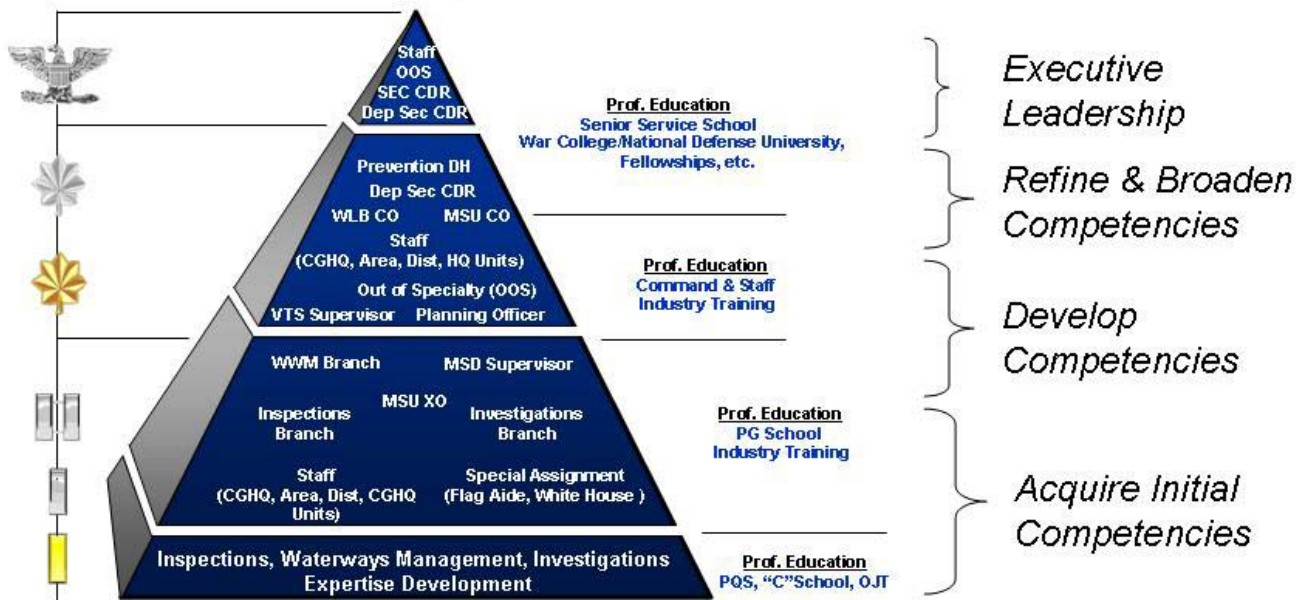 Staff
OOS
SEC CDR
Dep Sec CDR
Prof. Education
Senior Service School
War College/National Defense University,
Fellowships, etc.
Executive
Leadership
Prevention DH
Dep Sec CDR
WLB CO MSU CO
Staff
(CGHQ, Area, Dist, HQ Units)
Out of Specialty (OOS)
VTS Supervisor Planning Officer
Refine & Broaden
Competencies
Prof. Education
Command & Staff
Industry Training
Develop
Competencies
WWM Branch MSD Supervisor
MSU XO
Inspections
Branch
Investigations
Branch
Staff
(CGHQ, Area, Dist, CGHQ
Units)
Special Assignment
(Flag Aide, White House )
Prof. Education
PG School
Industry Training
Acquire Initial
Competencies
Inspections, Waterways Management, Investigations
Expertise Development
Prof. Education
PQS, “C”School, OJT